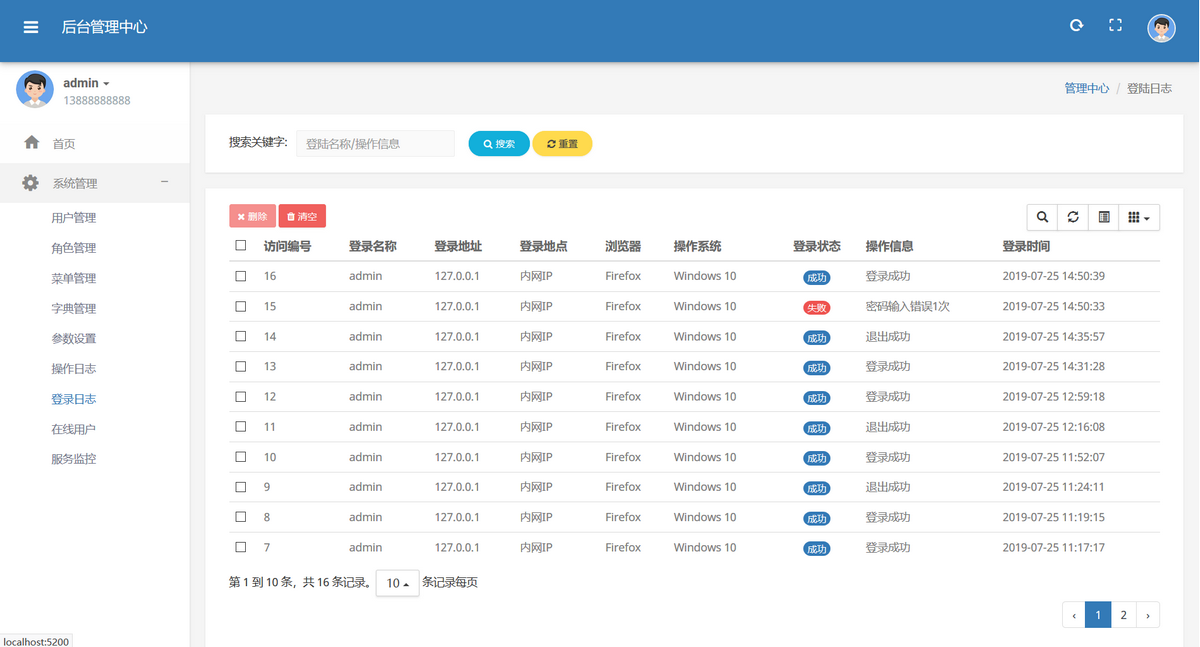 后台管理中心
admin
13888888888
首页
系统管理
用户管理
角色管理
菜单管理
字典管理
参数设置
操作日志
登录日志
在线用户
服务监控
管理中心 / 登陆日志
搜索关键字: 登陆名称/操作信息 搜索 重置
删除 清空
访问编号 登录名称 登录地址 登录地点 浏览器 操作系统 登录状态 操作信息 登录时间
16 admin 127.0.0.1 内网IP Firefox Windows 10 成功 登录成功 2019-07-25 14:50:39
15 admin 127.0.0.1 内网IP Firefox Windows 10 失败 密码输入错误1次 2019-07-25 14:50:33
14 admin 127.0.0.1 内网IP Firefox Windows 10 成功 退出成功 2019-07-25 14:35:57
13 admin 127.0.0.1 内网IP Firefox Windows 10 成功 登录成功 2019-07-25 14:31:28
12 admin 127.0.0.1 内网IP Firefox Windows 10 成功 登录成功 2019-07-25 12:59:18
11 admin 127.0.0.1 内网IP Firefox Windows 10 成功 退出成功 2019-07-25 12:16:08
10 admin 127.0.0.1 内网IP Firefox Windows 10 成功 登录成功 2019-07-25 11:52:07
9 admin 127.0.0.1 内网IP Firefox Windows 10 成功 退出成功 2019-07-25 11:24:11
8 admin 127.0.0.1 内网IP Firefox Windows 10 成功 登录成功 2019-07-25 11:19:15
7 admin 127.0.0.1 内网IP Firefox Windows 10 成功 登录成功 2019-07-25 11:17:17
第 1 到 10 条，共 16 条记录。 10 条记录每页
‹ 1 2 ›
localhost:5200